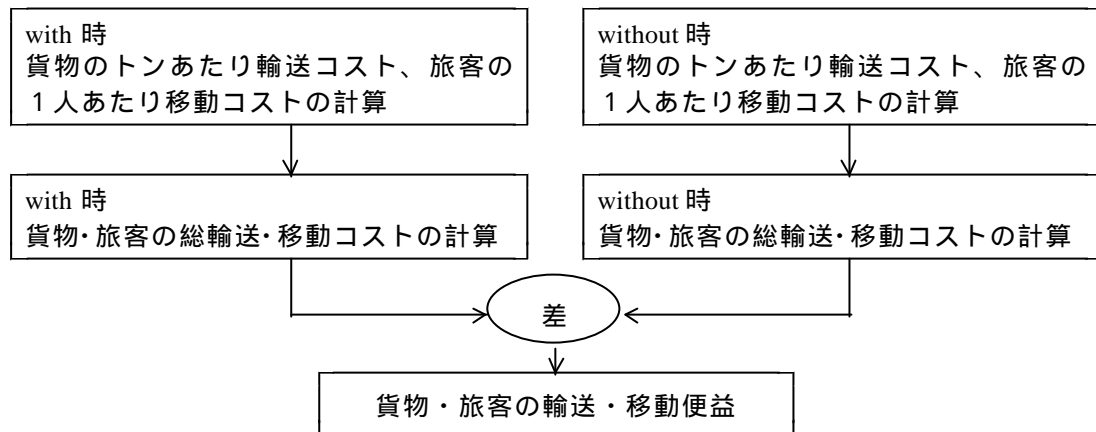 with 時
貨物のトンあたり輸送コスト、旅客の
１人あたり移動コストの計算
without 時
貨物のトンあたり輸送コスト、旅客の
１人あたり移動コストの計算
with 時
貨物・旅客の総輸送・移動コストの計算
without 時
貨物・旅客の総輸送・移動コストの計算
差
貨物・旅客の輸送・移動便益